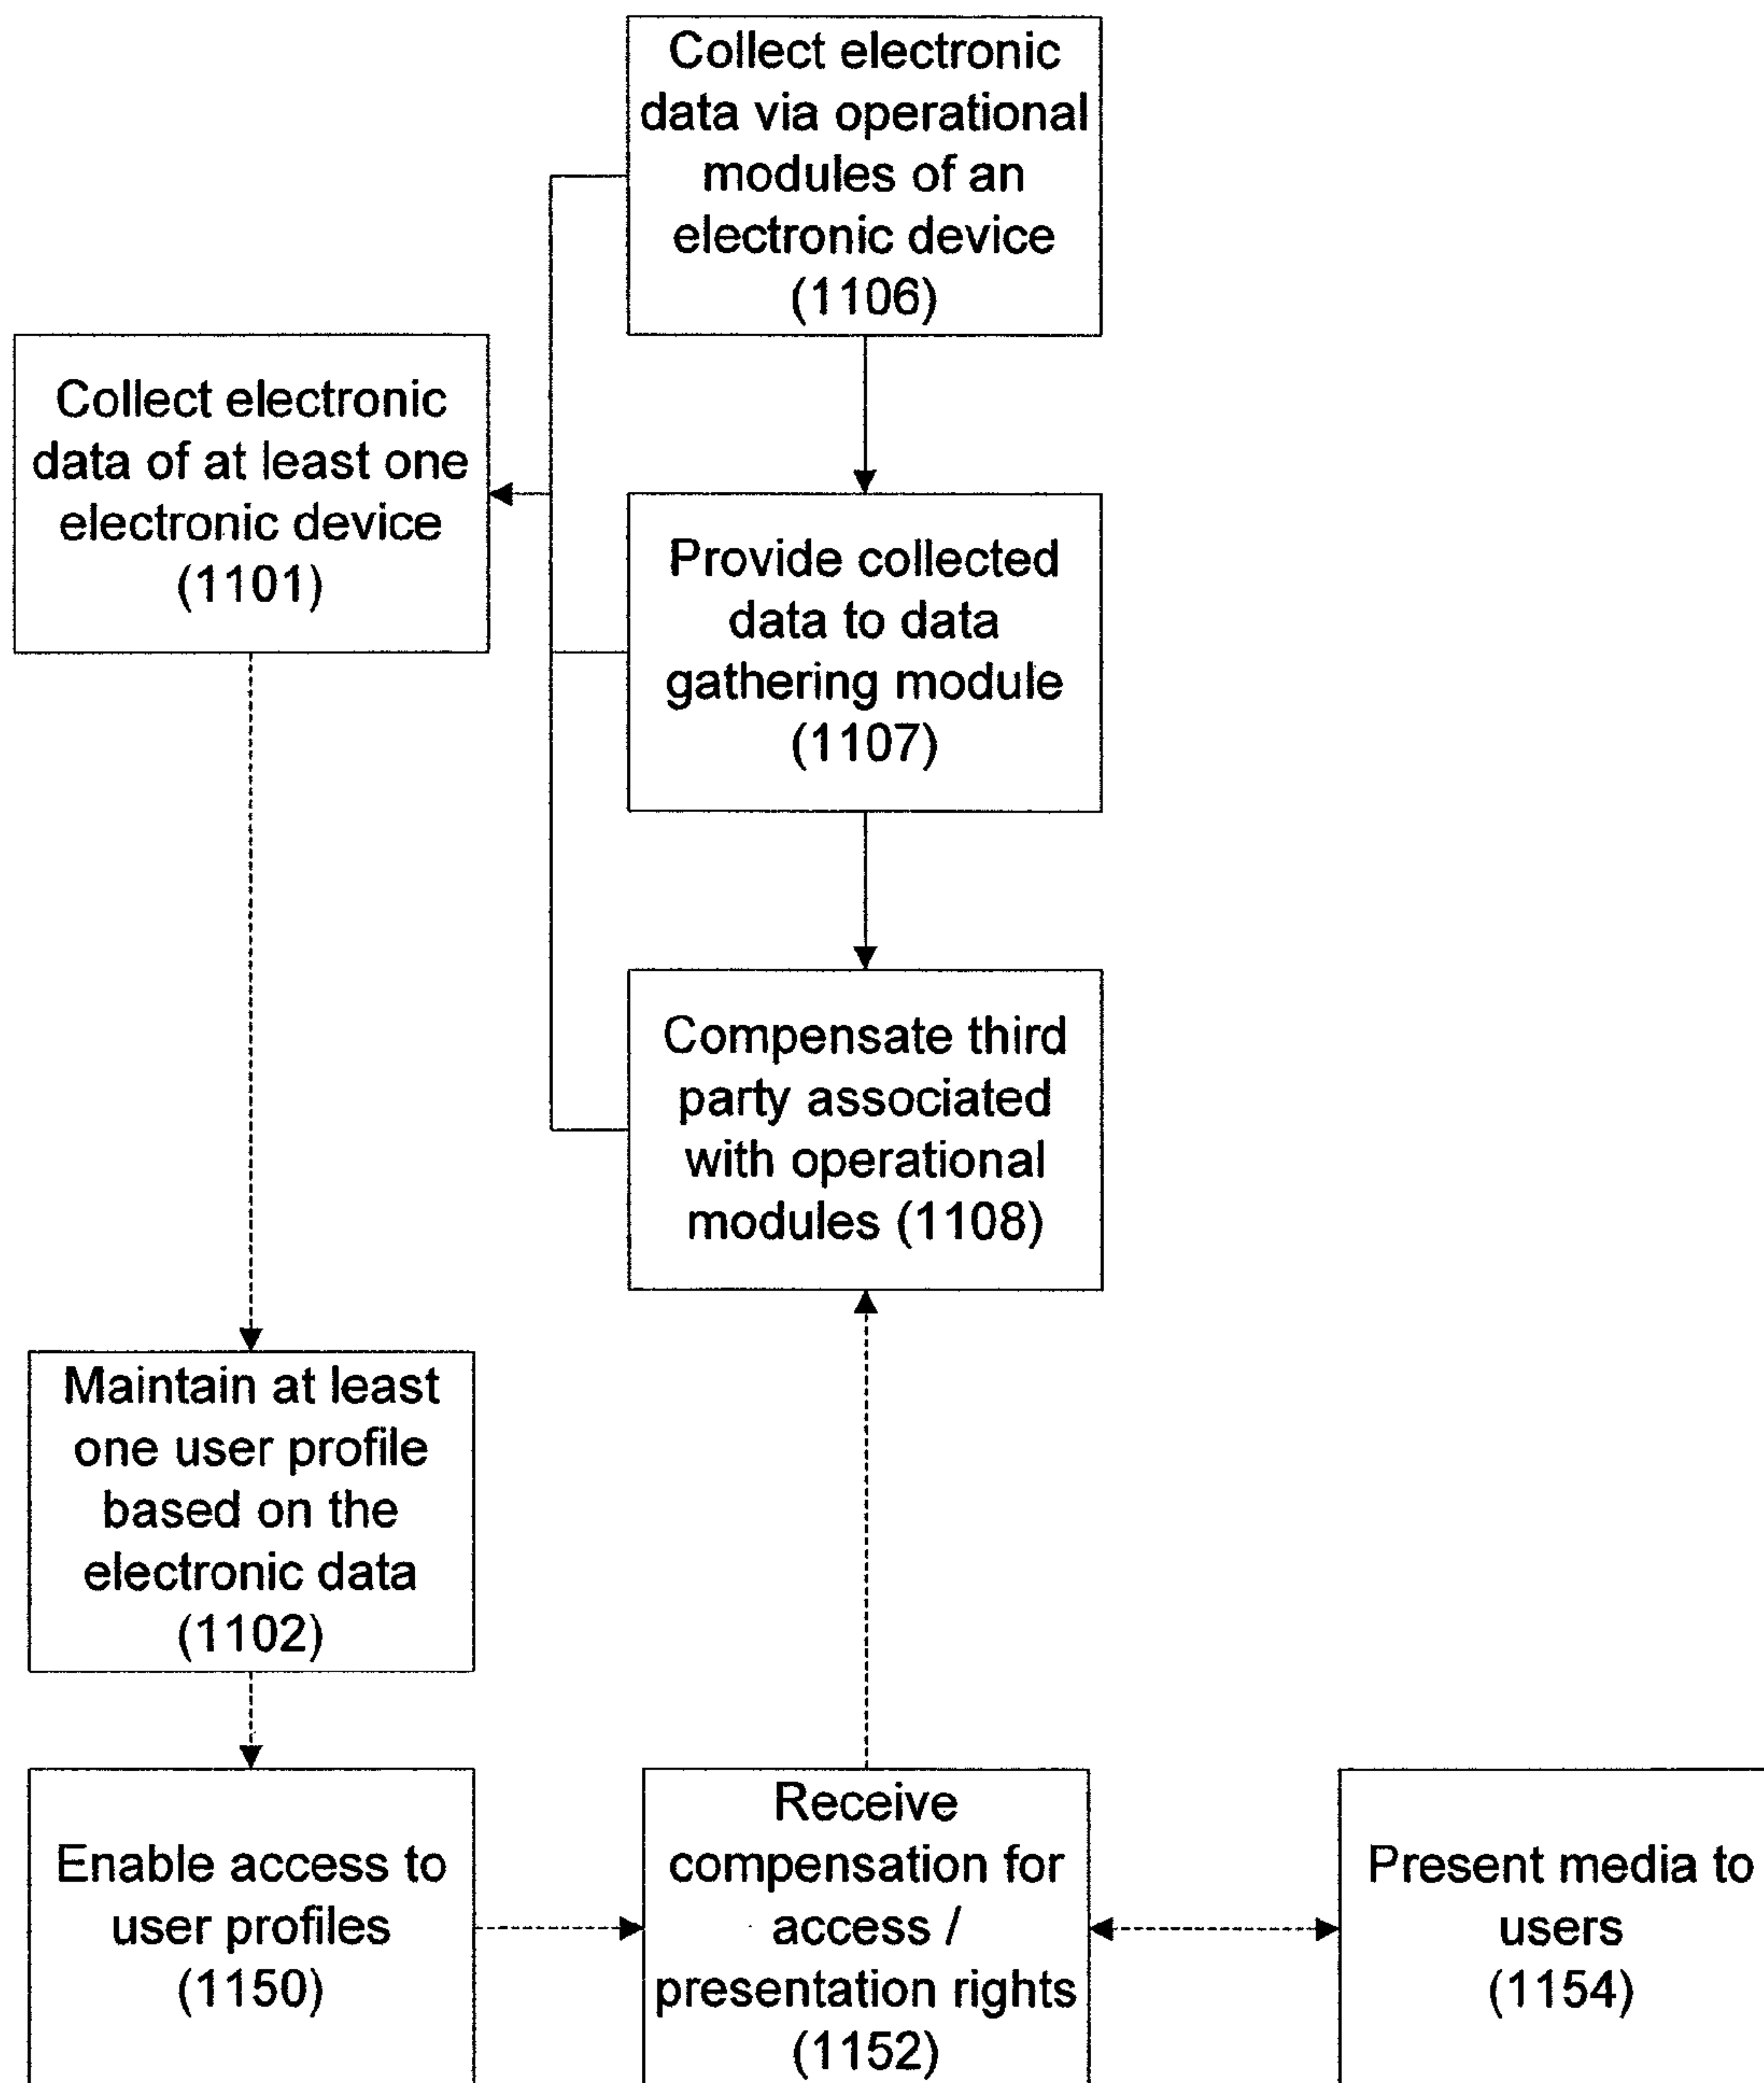 Collect electronic
data via operational
modules of an
electronic device
(1106)
Collect electronic
data of at least one
electronic device
(1101)
Provide collected
data to data
gathering module
(1107)
Compensate third
party associated
with operational
modules (1108)
Maintain at least
one user profile
based on the
electronic data
(1102)
Enable access to
user profiles
(1150)
Receive
compensation for
access /
presentation rights
(1152)
Present media to
users
(1154)